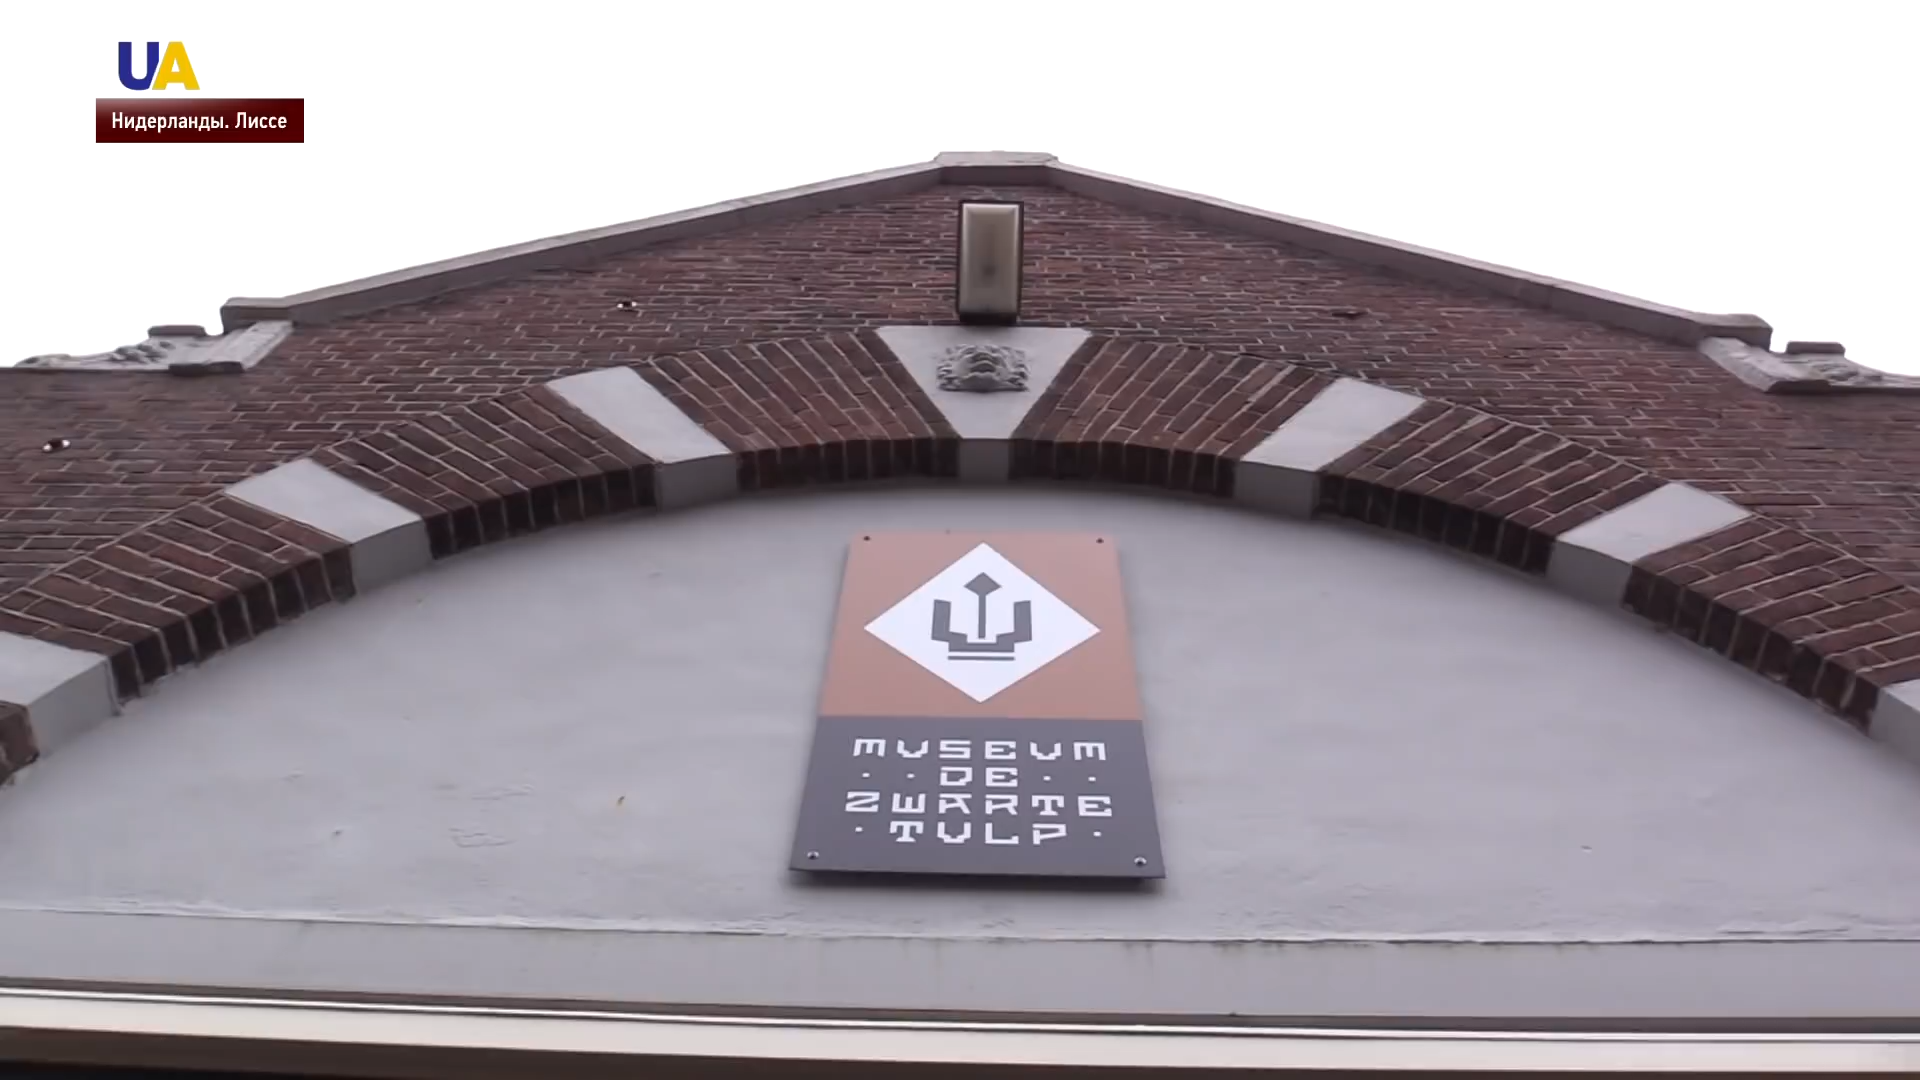 UA
Нидерланды. Лиссе
MVSEVM
· · DE · ·
ZWARTE
· TVLP ·